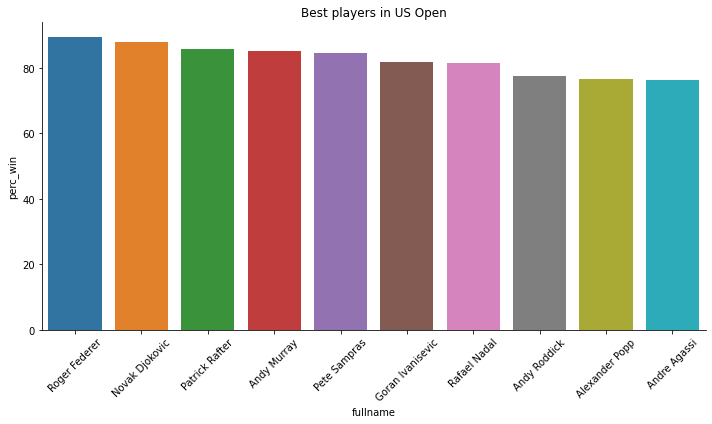 Best players in US Open
perc_win
80
60
40
20
0
Roger Federer
Novak Djokovic
Patrick Rafter
Andy Murray
Pete Sampras
Goran Ivanisevic
Rafael Nadal
Andy Roddick
Alexander Popp
Andre Agassi
fullname